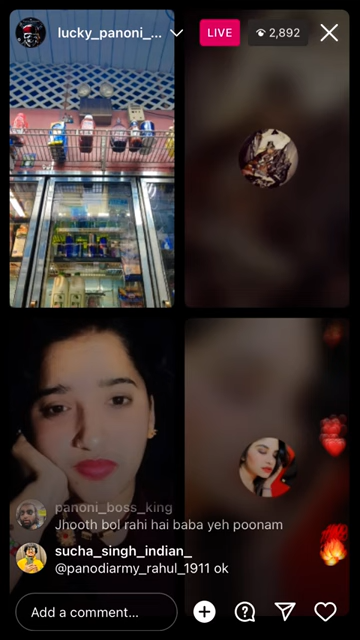 lucky_panoni_...
LIVE
2,892
panoni_boss_king
Jhooth bol rahi hai baba yeh poonam
sucha_singh_indian_
@panodiarmy_rahul_1911 ok
Add a comment...